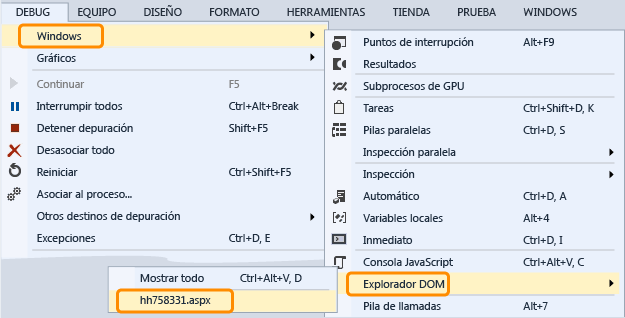 DEBUG EQUIPO DISEÑO FORMATO HERRAMIENTAS TIENDA PRUEBA WINDOWS
Windows
Gráficos
Continuar F5
Interrumpir todos Ctrl+Alt+Break
Detener depuración Shift+F5
Desasociar todo
Reiniciar Ctrl+Shift+F5
Asociar al proceso...
Otros destinos de depuración
Excepciones Ctrl+D, E
Puntos de interrupción Alt+F9
Resultados
Subprocesos de GPU
Tareas Ctrl+Shift+D, K
Pilas paralelas Ctrl+D, S
Inspección paralela
Inspección
Automático Ctrl+D, A
Variables locales Alt+4
Inmediato Ctrl+D, I
Consola JavaScript Ctrl+Alt+V, C
Explorador DOM
Pila de llamadas Alt+7
Mostrar todo Ctrl+Alt+V, D
hh758331.aspx